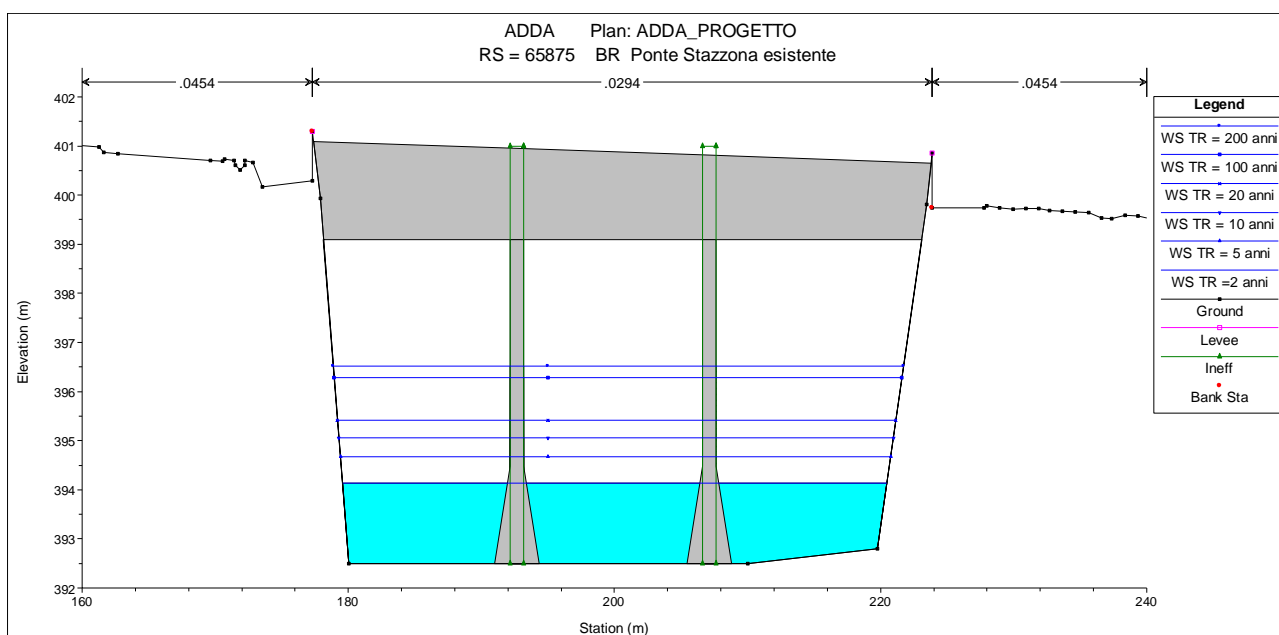 ADDA Plan: ADDA_PROGETTO
RS = 65875 BR Ponte Stazzona esistente
.0454
.0294
.0454
402
401
400
399
398
397
396
395
394
393
392
Elevation (m)
160
180
200
220
240
Station (m)
Legend
WS TR = 200 anni
WS TR = 100 anni
WS TR = 20 anni
WS TR = 10 anni
WS TR = 5 anni
WS TR =2 anni
Ground
Levee
Ineff
Bank Sta